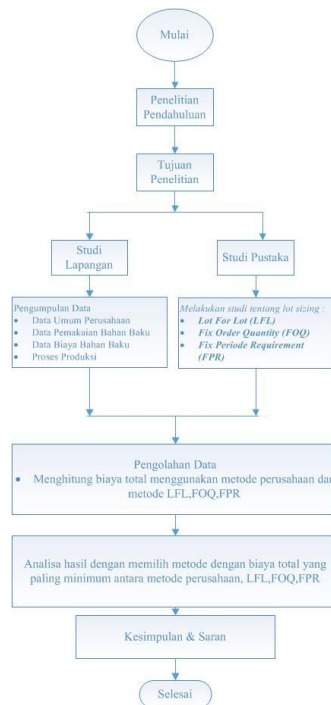 Mulai
Penelitian
Pendahuluan
Tujuan
Penelitian
Studi
Lapangan
Studi Pustaka
Pengumpulan Data
• Data Umum Perusahaan
• Data Pemakaian Bahan Baku
• Data Biaya Bahan Baku
• Proses Produksi
Melakukan studi tentang lot sizing :
• Lot For Lot (LFL)
• Fix Order Quantity (FOQ)
• Fix Periode Requirement
(FPR)
Pengolahan Data
• Menghitung biaya total menggunakan metode perusahaan dan
metode LFL,FOQ,FPR
Analisa hasil dengan memilih metode dengan biaya total yang
paling minimum antara metode perusahaan, LFL,FOQ,FPR
Kesimpulan & Saran
Selesai